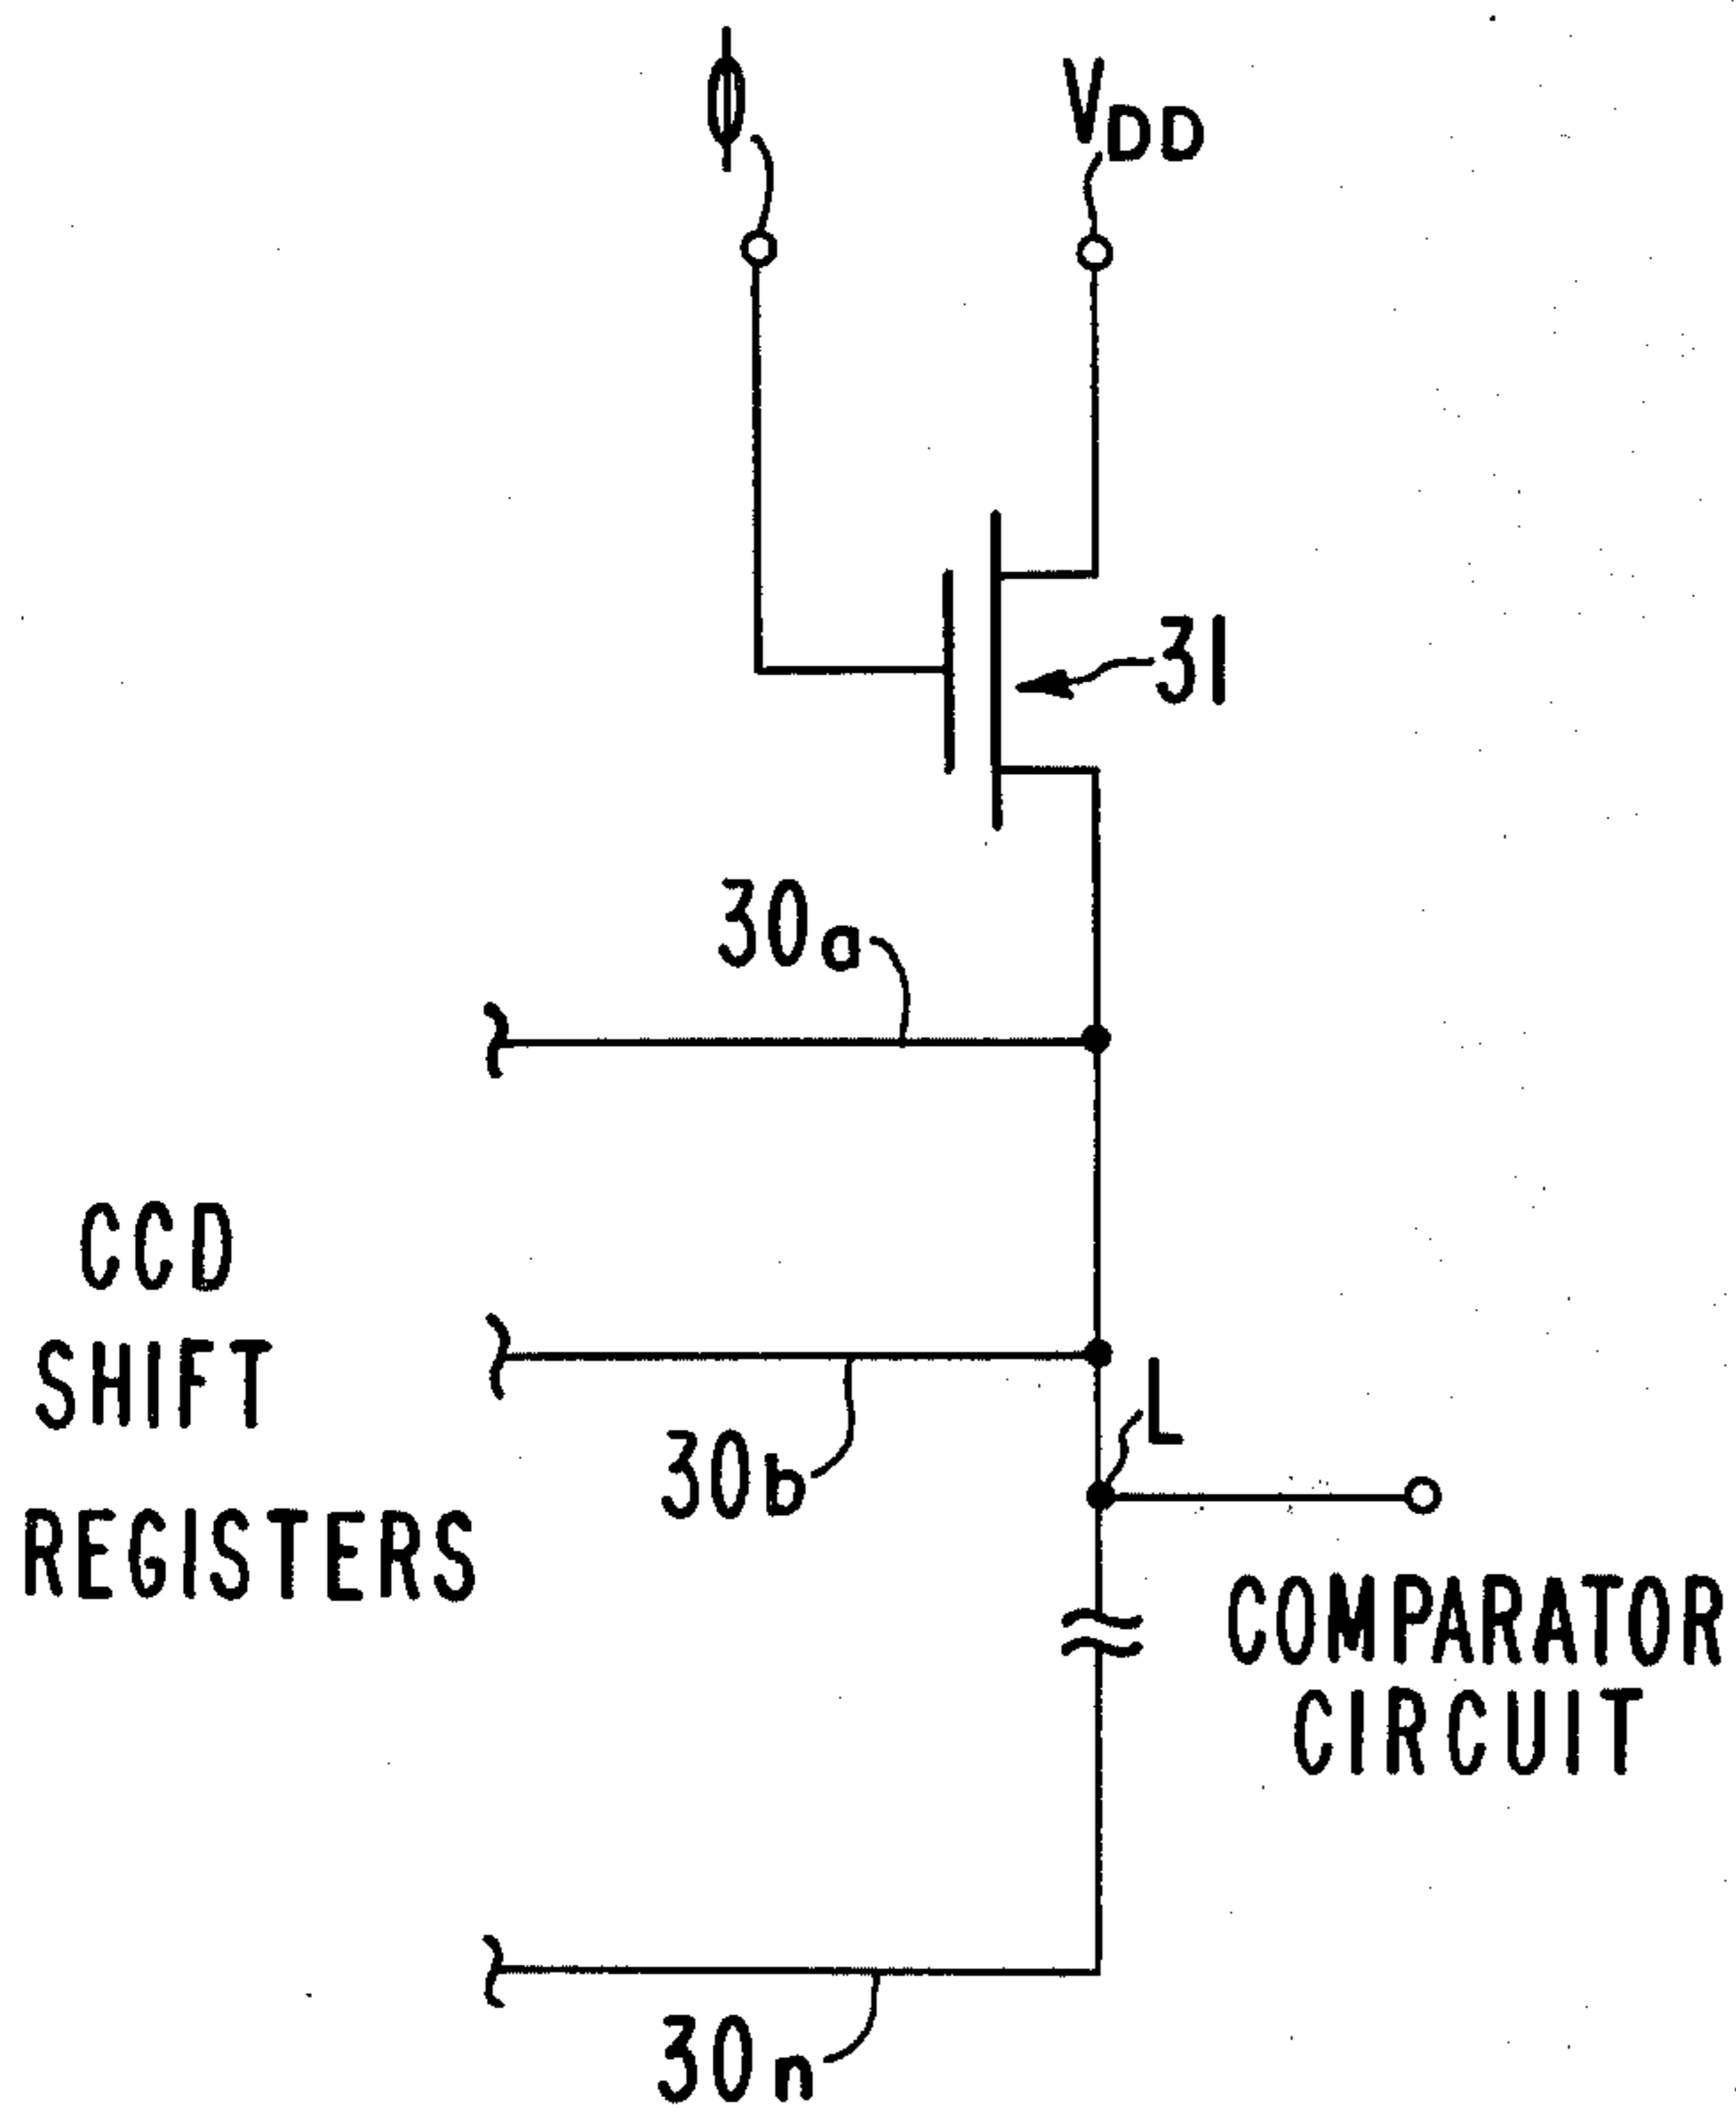 ϕ
VDD
31
30a
CCD
SHIFT
REGISTERS
30b
L
COMPARATOR
CIRCUIT
30n